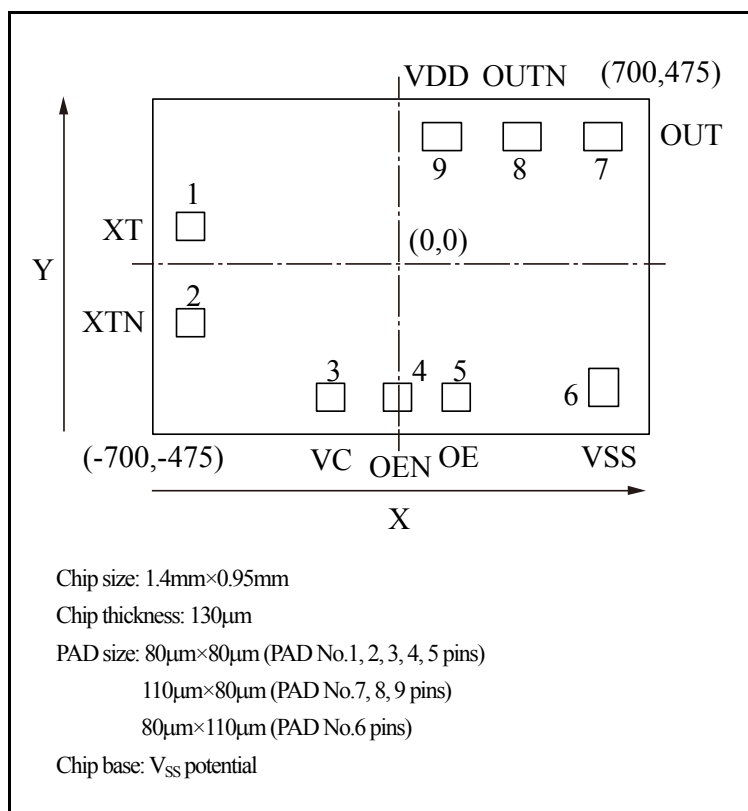 VDD OUTN (700,475)
OUT
9 8 7
1
XT
(0,0)
Y
2
XTN
3 4 5
6
(-700,-475) VC OEN OE VSS
X
Chip size: 1.4mm×0.95mm
Chip thickness: 130μm
PAD size: 80μm×80μm (PAD No.1, 2, 3, 4, 5 pins)
110μm×80μm (PAD No.7, 8, 9 pins)
80μm×110μm (PAD No.6 pins)
Chip base: VSS potential